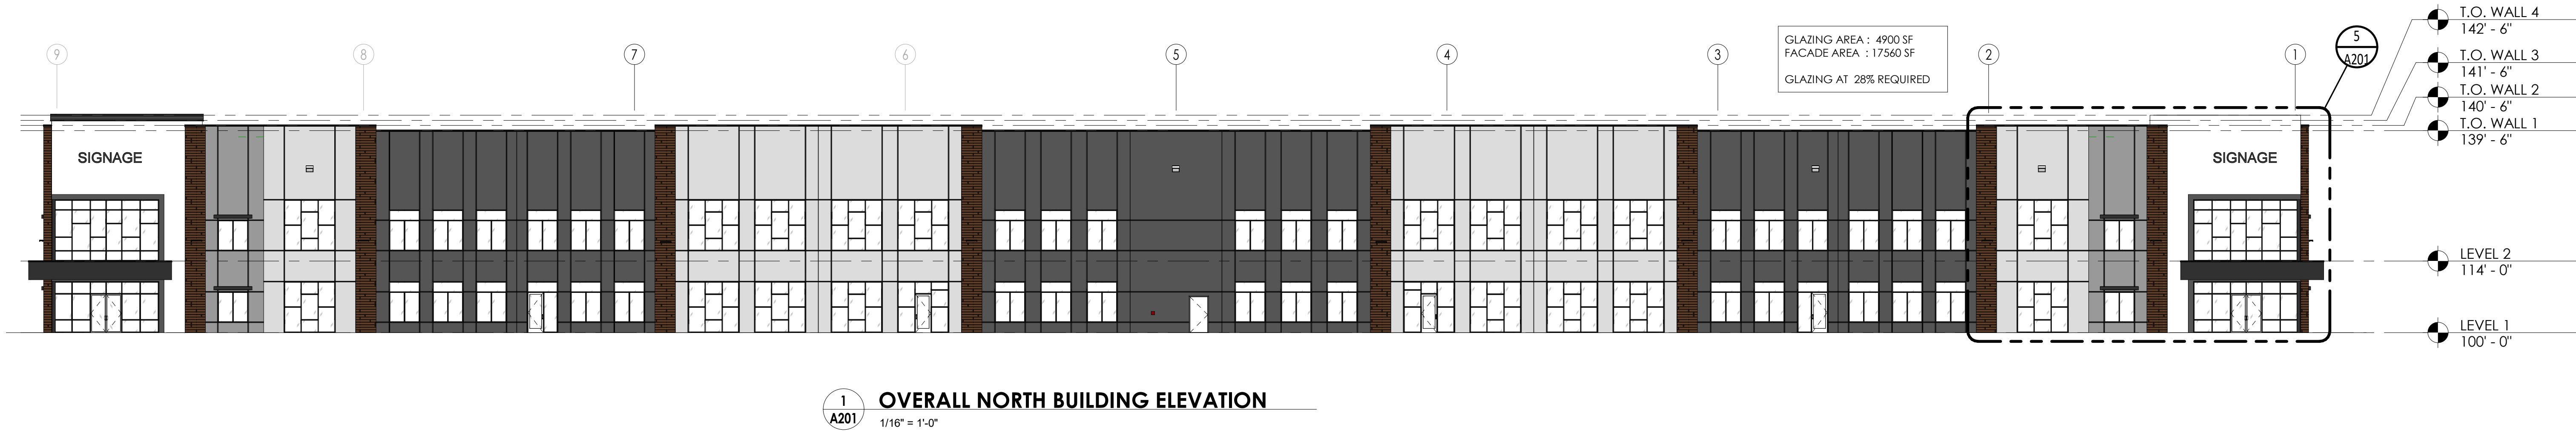 9
8
7
6
5
4
3
2
1
GLAZING AREA : 4900 SF
FACADE AREA : 17560 SF
GLAZING AT 28% REQUIRED
5
A201
T.O. WALL 4
142' - 6"
T.O. WALL 3
141' - 6"
T.O. WALL 2
140' - 6"
T.O. WALL 1
139' - 6"
SIGNAGE
SIGNAGE
LEVEL 2
114' - 0"
LEVEL 1
100' - 0"
1
A201
OVERALL NORTH BUILDING ELEVATION
1/16" = 1'-0"